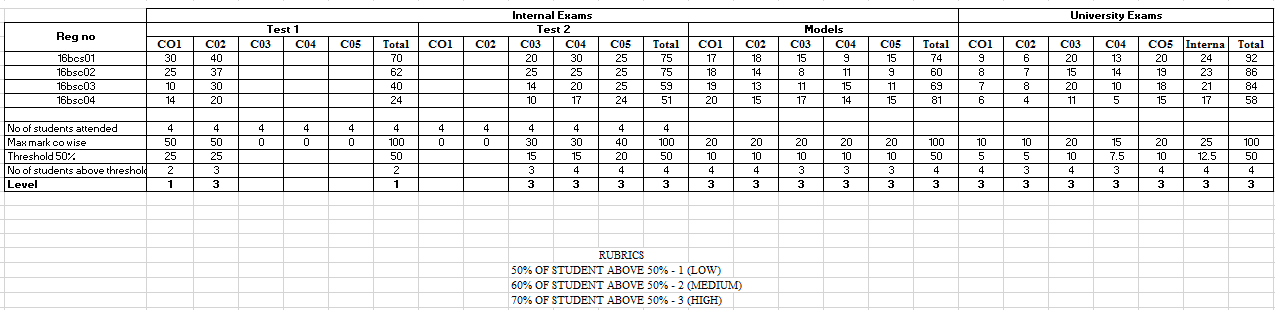 Internal Exams University Exams
Reg no Test 1 Test 2 Models
CO1 C02 C03 C04 C05 Total CO1 C02 C03 C04 C05 Total CO1 C02 C03 C04 C05 Total CO1 C02 C03 C04 CO5 Interna Total
16bcs01 30 40 70 20 30 25 75 17 18 15 9 15 74 9 6 20 13 20 24 92
16bsc02 25 37 62 25 25 25 75 18 14 8 11 9 60 8 7 15 14 19 23 86
16bsc03 10 30 40 14 20 25 59 19 13 11 15 11 69 7 8 20 10 18 21 84
16bsc04 14 20 24 10 17 24 51 20 15 17 14 15 81 6 4 11 5 15 17 58
No of students attended 4 4 4 4 4 4 4 4 4 4 4 4
Max mark co wise 50 50 0 0 0 100 0 0 30 30 40 100 20 20 20 20 20 100 10 10 20 15 20 25 100
Threshold 50% 25 25 50 15 15 20 50 10 10 10 10 10 50 5 5 10 7.5 10 12.5 50
No of students above threshold 2 3 2 3 4 4 4 4 4 3 3 3 4 4 3 4 3 4 4 4
Level 1 3 1 3 3 3 3 3 3 3 3 3 3 3 3 3 3 3 3 3
RUBRICS
50% OF STUDENT ABOVE 50% - 1 (LOW)
60% OF STUDENT ABOVE 50% - 2 (MEDIUM)
70% OF STUDENT ABOVE 50% - 3 (HIGH)